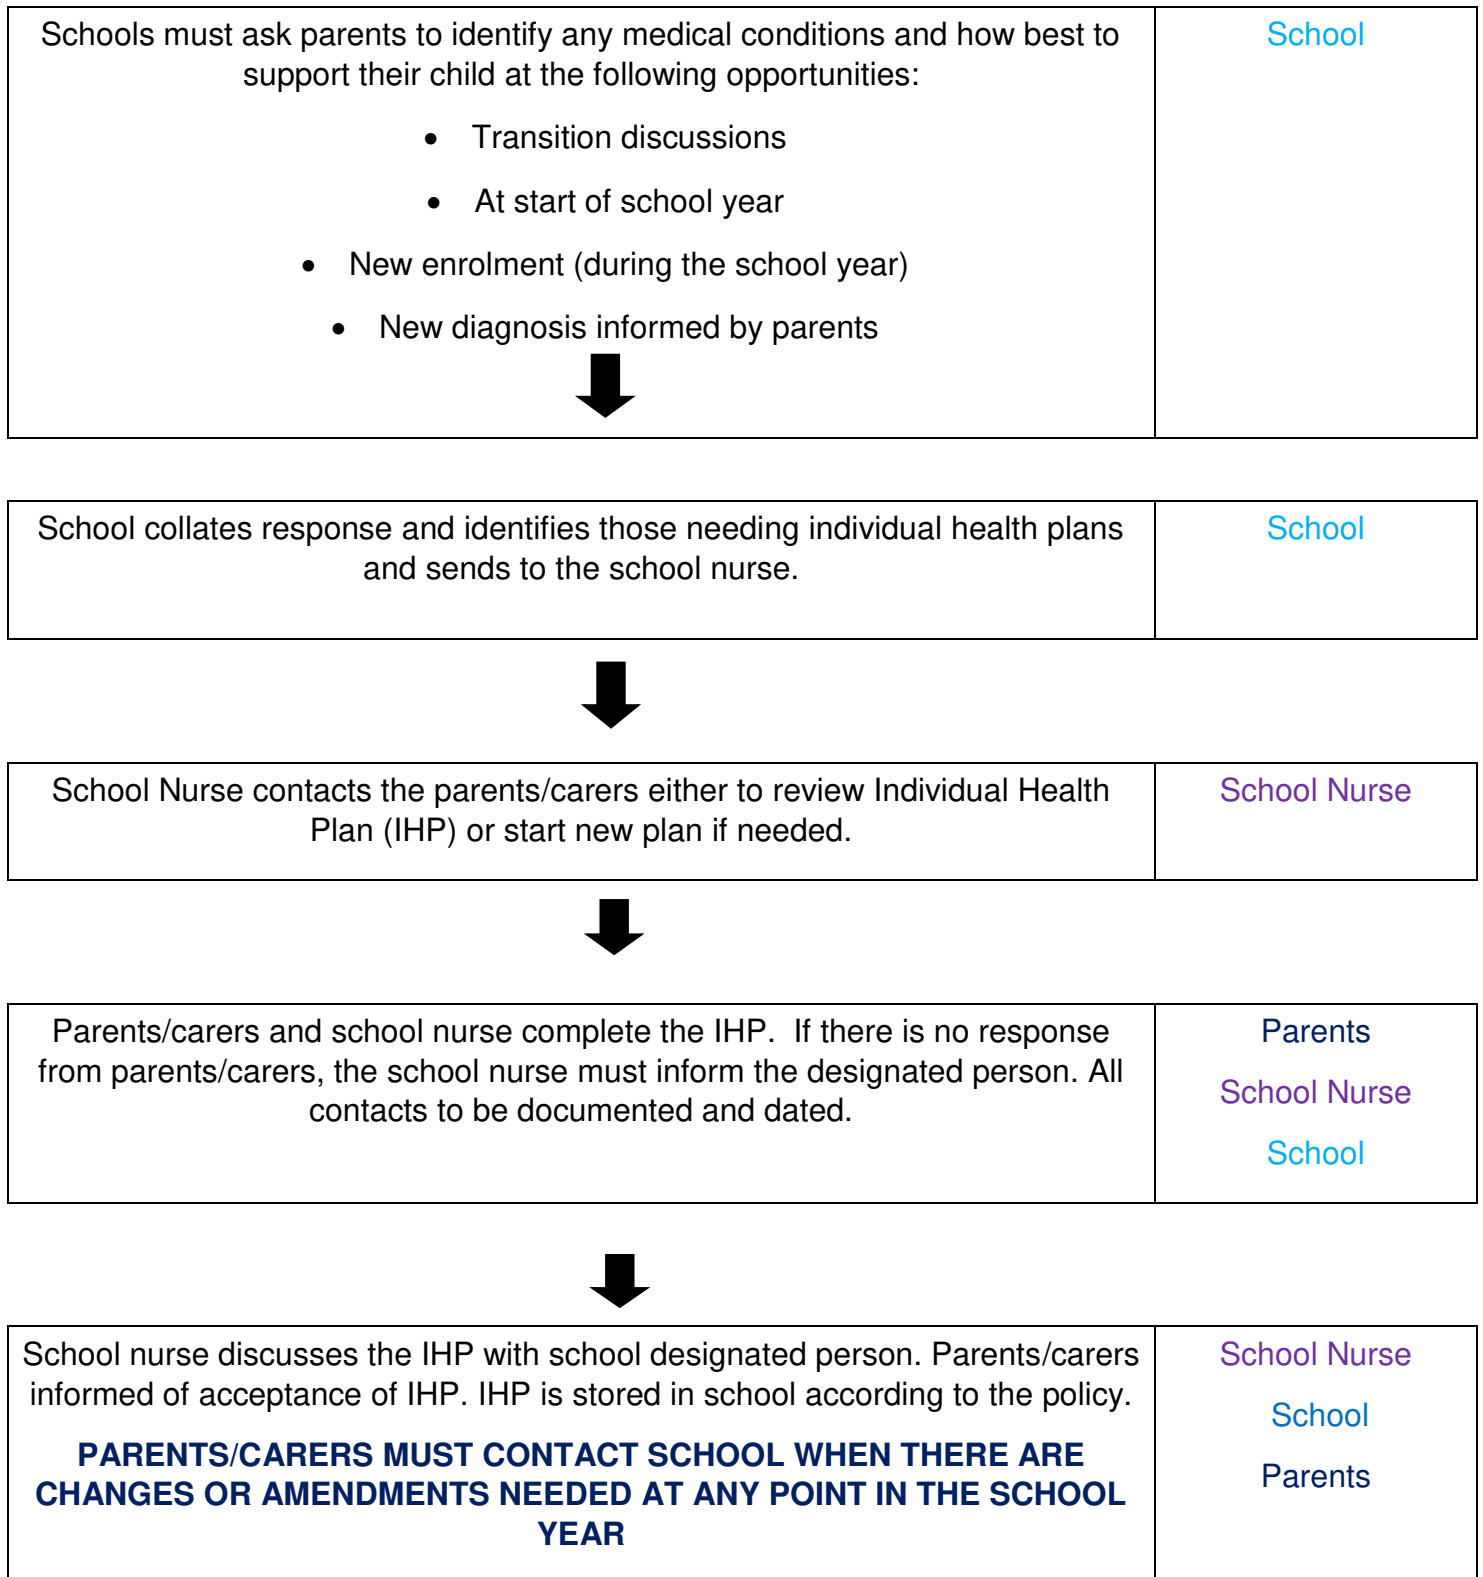 Schools must ask parents to identify any medical conditions and how best to
support their child at the following opportunities:
• Transition discussions
• At start of school year
• New enrolment (during the school year)
• New diagnosis informed by parents
School
School collates response and identifies those needing individual health plans
and sends to the school nurse.
School
School Nurse contacts the parents/carers either to review Individual Health
Plan (IHP) or start new plan if needed.
School Nurse
Parents/carers and school nurse complete the IHP.  If there is no response
from parents/carers, the school nurse must inform the designated person. All
contacts to be documented and dated.
Parents
School Nurse
School
School nurse discusses the IHP with school designated person. Parents/carers
informed of acceptance of IHP. IHP is stored in school according to the policy.
PARENTS/CARERS MUST CONTACT SCHOOL WHEN THERE ARE
CHANGES OR AMENDMENTS NEEDED AT ANY POINT IN THE SCHOOL
YEAR
School Nurse
School
Parents